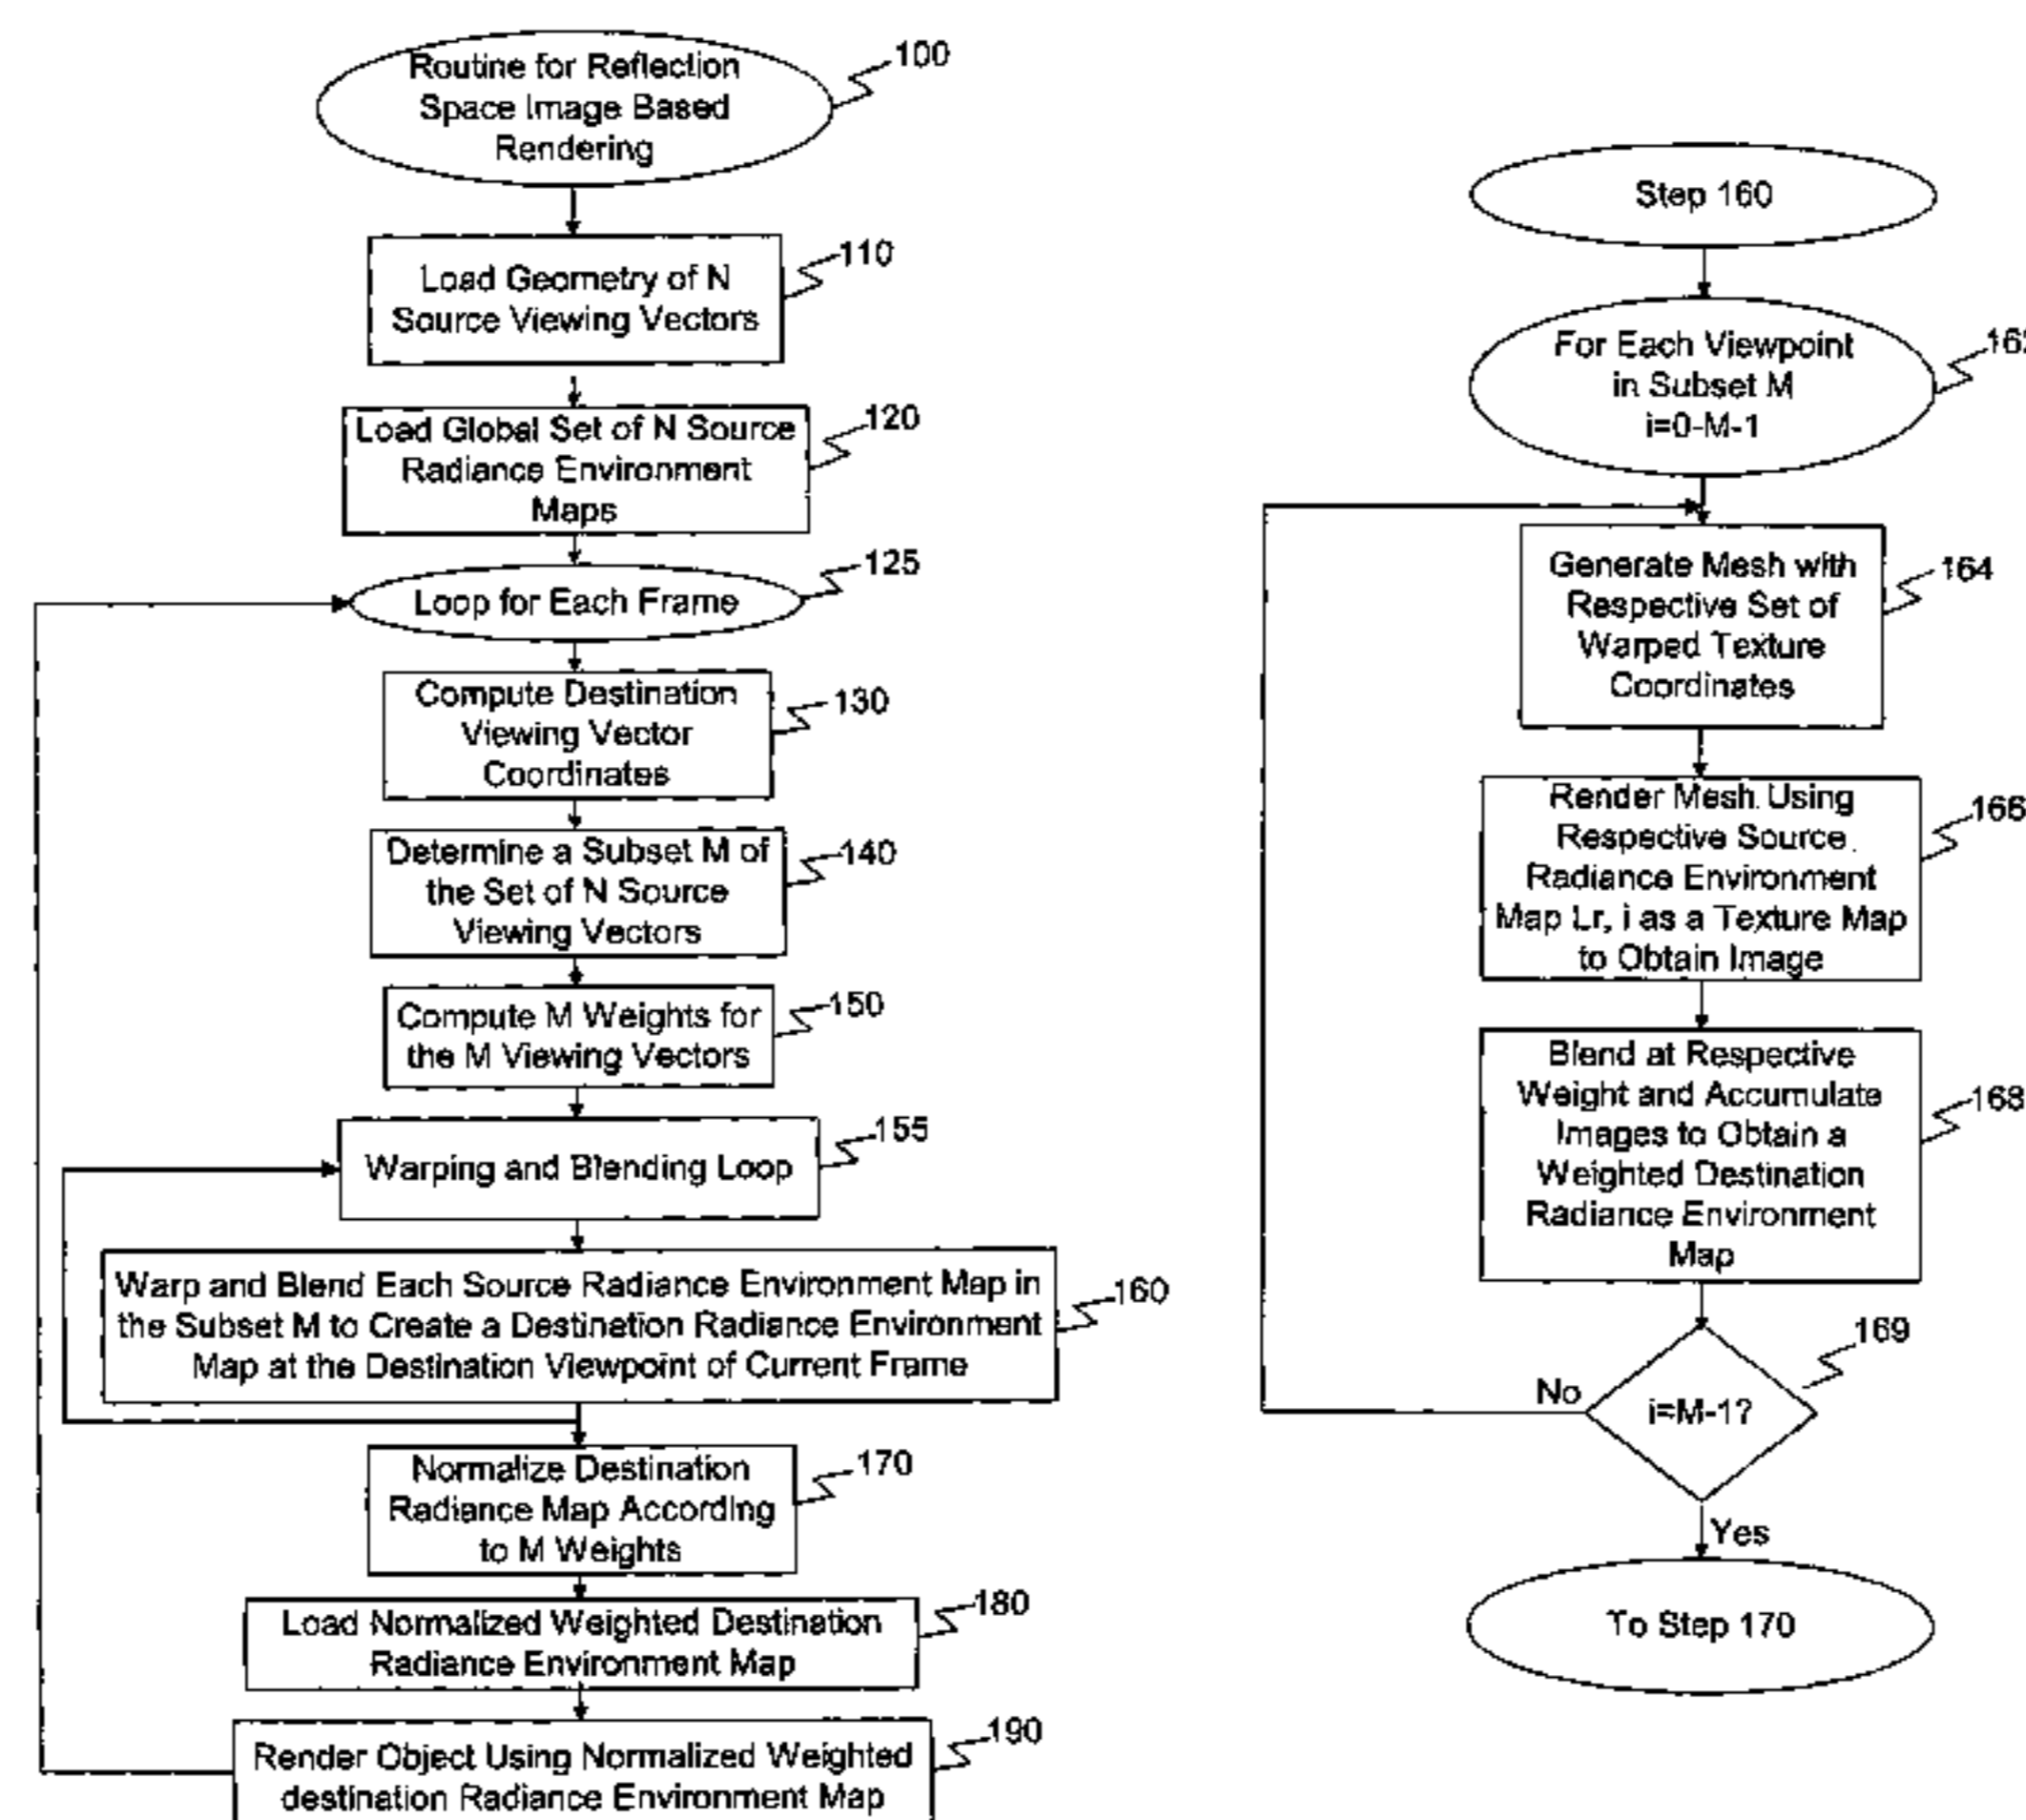 Routine for Reflection
Space Image Based
Rendering
100
Load Geometry of N
Source Viewing Vectors
110
Load Global Set of N Source
Radiance Environment
Maps
120
Loop for Each Frame
125
Compute Destination
Viewing Vector
Coordinates
130
Determine a Subset M of
the Set of N Source
Viewing Vectors
140
Compute M Weights for
the M Viewing Vectors
150
Warping and Blending Loop
155
Warp and Blend Each Source Radiance Environment Map in
the Subset M to Create a Destination Radiance Environment
Map at the Destination Viewpoint of Current Frame
160
Normalize Destination
Radiance Map According
to M Weights
170
Load Normalized Weighted Destination
Radiance Environment Map
180
Render Object Using Normalized Weighted
destination Radiance Environment Map
190
Step 160
For Each Viewpoint
in Subset M
i=0-M-1
Generate Mesh with
Respective Set of
Warped Texture
Coordinates
164
Render Mesh Using
Respective Source
Radiance Environment
Map Lr, i as a Texture Map
to Obtain Image
166
Blend at Respective
Weight and Accumulate
Images to Obtain a
Weighted Destination
Radiance Environment
Map
168
i=M-1?
169
No
Yes
To Step 170